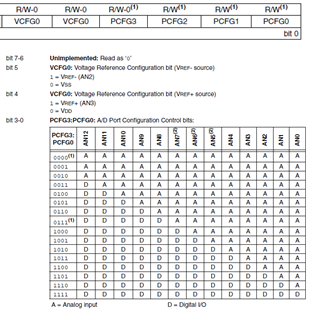 R/W-0 R/W-0 R/W-0(1) R/W(1) R/W(1) R/W(1)
VCFG0 VCFG0 PCFG3 PCFG2 PCFG1 PCFG0
bit 0
bit 7-6 Unimplemented: Read as '0'
bit 5 VCFG0: Voltage Reference Configuration bit (VREF- source)
1 = VREF- (AN2)
0 = VSS
bit 4 VCFG0: Voltage Reference Configuration bit (VREF+ source)
1 = VREF+ (AN3)
0 = VDD
bit 3-0 PCFG3:PCFG0: A/D Port Configuration Control bits:
PCFG3: PCFG0 AN12 AN11 AN10 AN9 AN8 AN7(2) AN6(2) AN5(2) AN4 AN3 AN2 AN1 AN0
0000(1) A A A A A A A A A A A A A
0001 A A A A A A A A A A A A A
0010 A A A A A A A A A A A A A
0011 D A A A A A A A A A A A A
0100 D D A A A A A A A A A A A
0101 D D D A A A A A A A A A A
0110 D D D D A A A A A A A A A
0111(1) D D D D D A A A A A A A A
1000 D D D D D D A A A A A A A
1001 D D D D D D D A A A A A A
1010 D D D D D D D D A A A A A
1011 D D D D D D D D D A A A A
1100 D D D D D D D D D D A A A
1101 D D D D D D D D D D D A A
1110 D D D D D D D D D D D D A
1111 D D D D D D D D D D D D D
A = Analog input D = Digital I/O